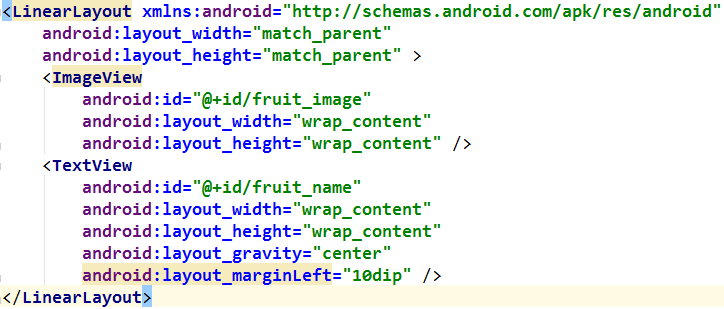 <LinearLayout xmlns:android="http://schemas.android.com/apk/res/android"
    android:layout_width="match_parent"
    android:layout_height="match_parent" >
    <ImageView
        android:id="@+id/fruit_image"
        android:layout_width="wrap_content"
        android:layout_height="wrap_content" />
    <TextView
        android:id="@+id/fruit_name"
        android:layout_width="wrap_content"
        android:layout_height="wrap_content"
        android:layout_gravity="center"
        android:layout_marginLeft="10dip" />
</LinearLayout>